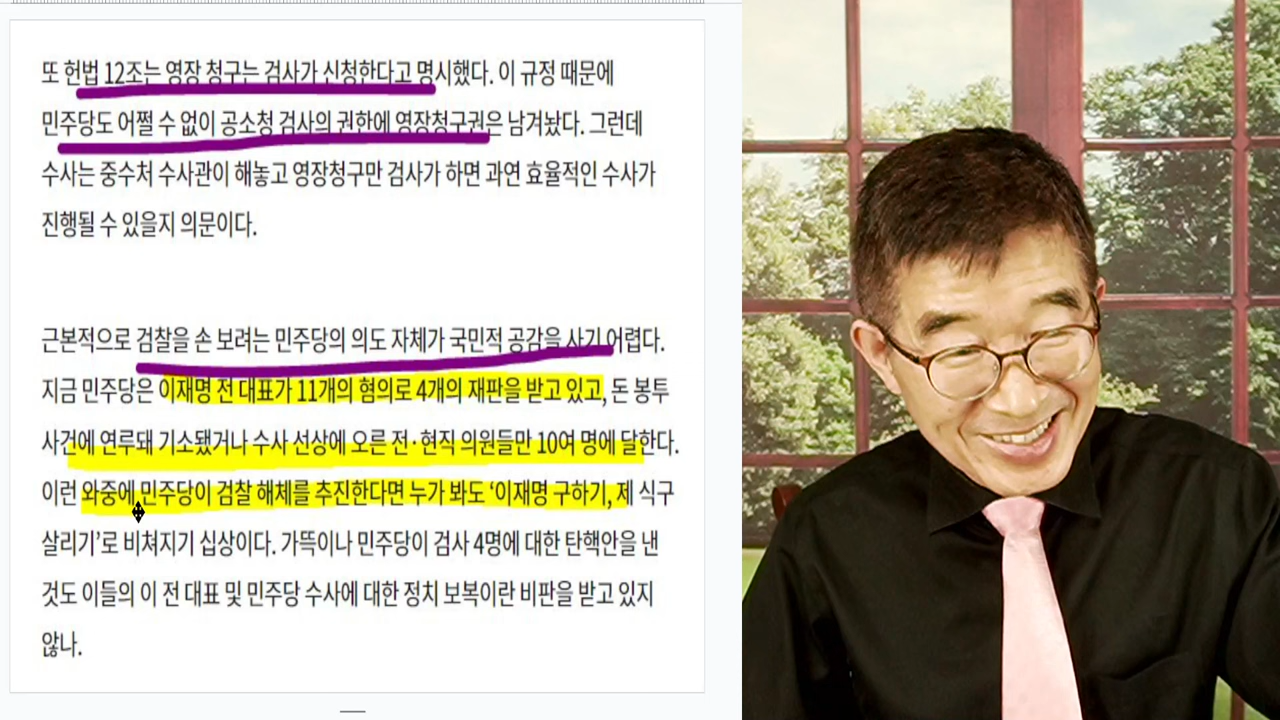 또 헌법 12조는 영장 청구는 검사가 신청한다고 명시했다. 이 규정 때문에
민주당도 어쩔 수 없이 공소청 검사의 권한에 영장청구권은 남겨놨다. 그런데
수사는 중수처 수사관이 해놓고 영장청구만 검사가 하면 과연 효율적인 수사가
진행될 수 있을지 의문이다.
근본적으로 검찰을 손 보려는 민주당의 의도 자체가 국민적 공감을 사기 어렵다.
지금 민주당은 이재명 전 대표가 11개의 혐의로 4개의 재판을 받고 있고, 돈 봉투
사건에 연루돼 기소됐거나 수사 선상에 오른 전·현직 의원들만 10여 명에 달한다.
이런 와중에 민주당이 검찰 해체를 추진한다면 누가 봐도 ‘이재명 구하기, 제 식구
살리기’로 비쳐지기 십상이다. 가뜩이나 민주당이 검사 4명에 대한 탄핵안을 낸
것도 이들의 이 전 대표 및 민주당 수사에 대한 정치 보복이란 비판을 받고 있지
않나.